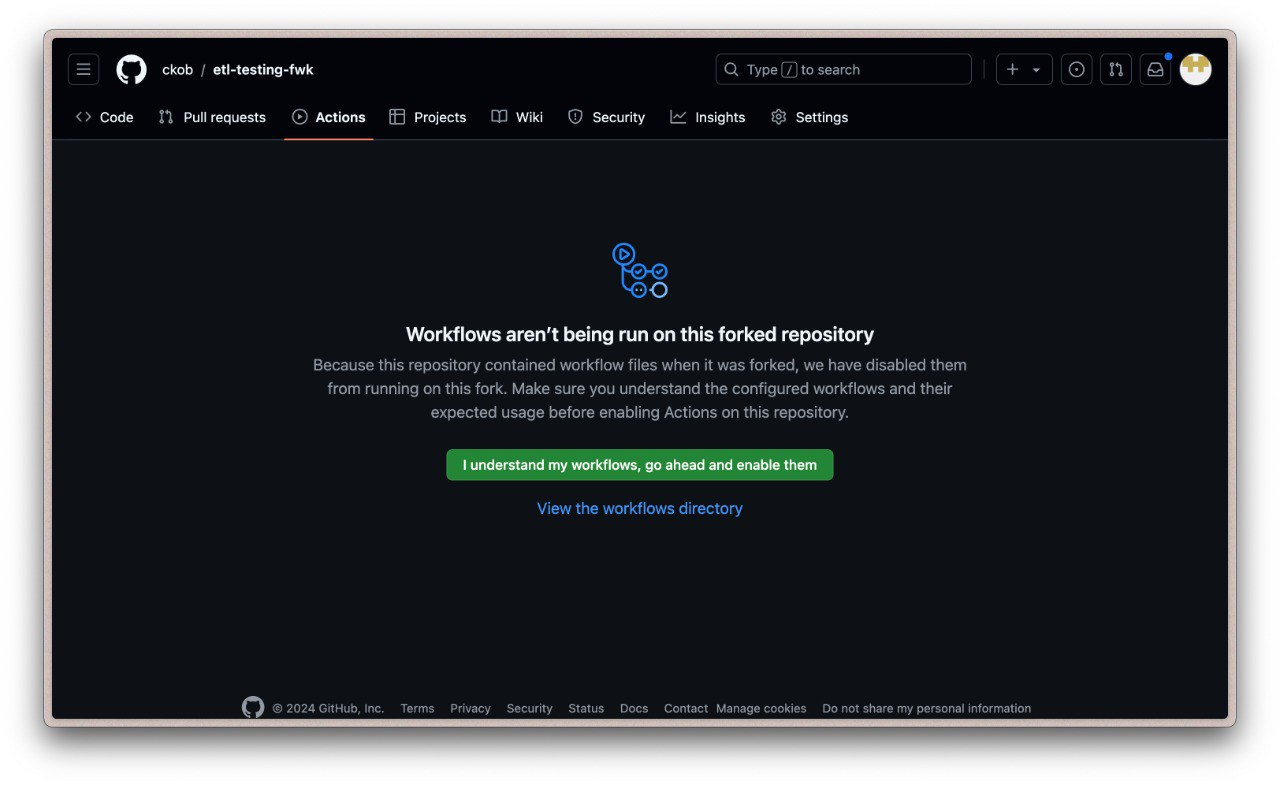 ckob / etl-testing-fwk
Type / to search
Code Pull requests Actions Projects Wiki Security Insights Settings
Workflows aren’t being run on this forked repository
Because this repository contained workflow files when it was forked, we have disabled them
from running on this fork. Make sure you understand the configured workflows and their
expected usage before enabling Actions on this repository.
I understand my workflows, go ahead and enable them
View the workflows directory
© 2024 GitHub, Inc. Terms Privacy Security Status Docs Contact Manage cookies Do not share my personal information